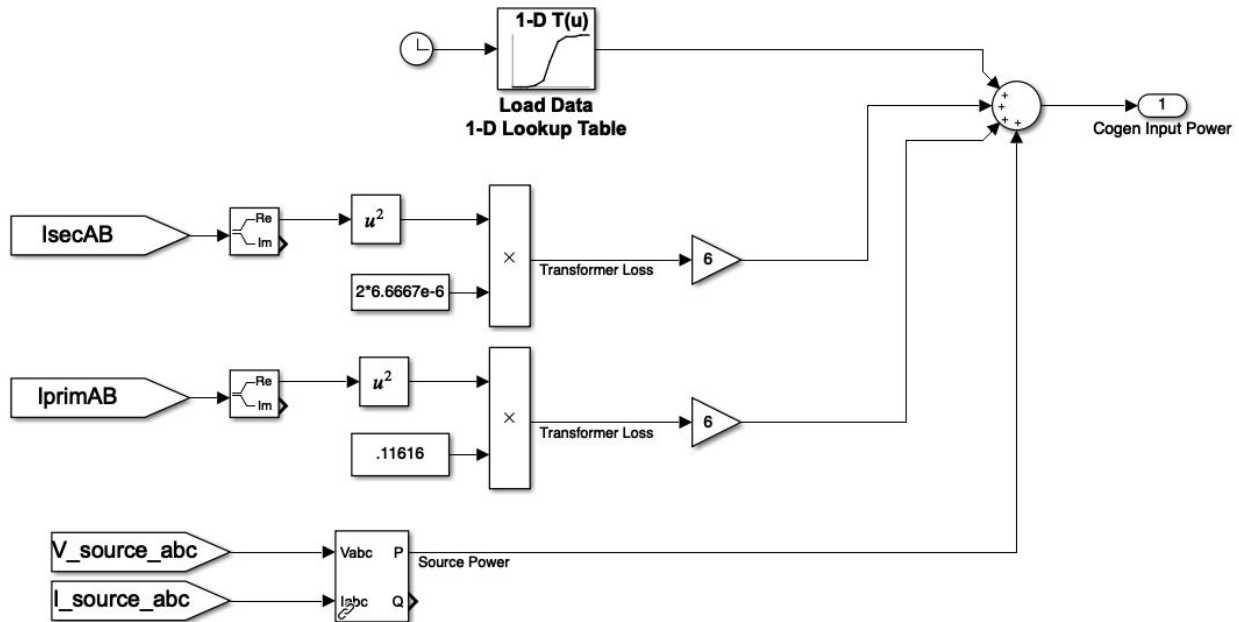 1-D T(u)
Load Data
1-D Lookup Table
+
+
+
+
1
Cogen Input Power
IsecAB
Re
Im
u²
2*6.6667e-6
×
Transformer Loss
6
IprimAB
Re
Im
u²
.11616
×
Transformer Loss
6
V_source_abc
I_source_abc
Vabc P
Iabc Q
Source Power